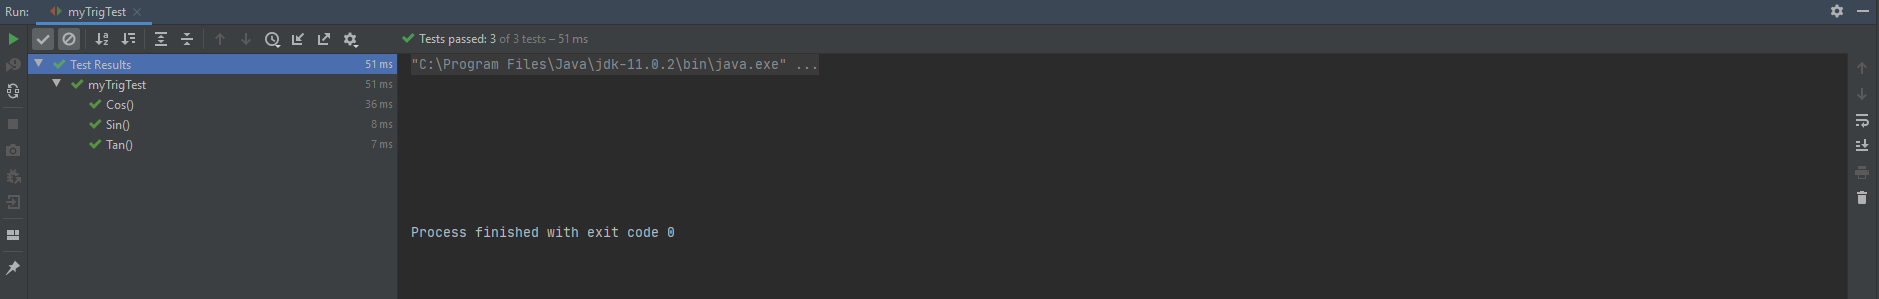 Run: myTrigTest
Tests passed: 3 of 3 tests – 51 ms
Test Results 51 ms
myTrigTest 51 ms
Cos() 36 ms
Sin() 8 ms
Tan() 7 ms
"C:\Program Files\Java\jdk-11.0.2\bin\java.exe" ...
Process finished with exit code 0